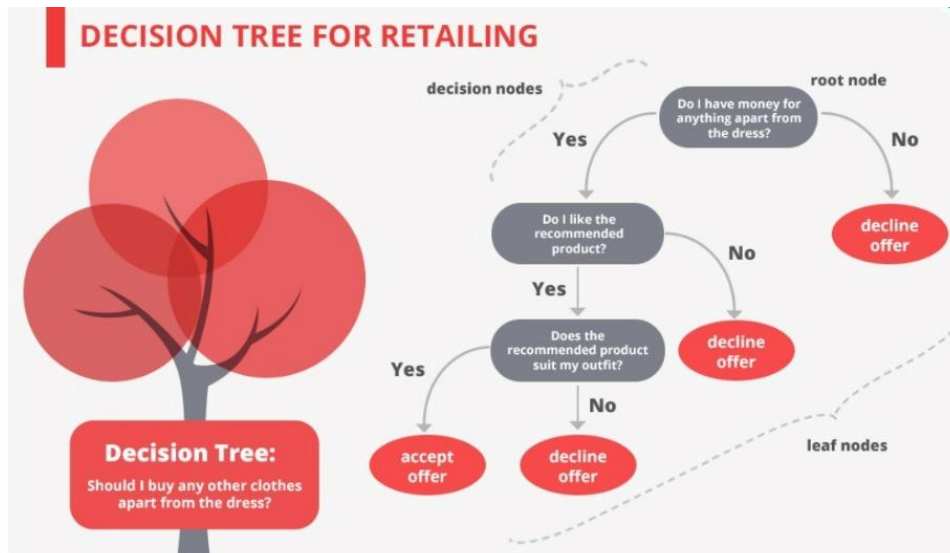 DECISION TREE FOR RETAILING
decision nodes
root node
Do I have money for
anything apart from
the dress?
Yes
No
decline
offer
Do I like the
recommended
product?
No
Yes
decline
offer
Does the
recommended product
suit my outfit?
Yes
No
accept
offer
decline
offer
leaf nodes
Decision Tree:
Should I buy any other clothes
apart from the dress?